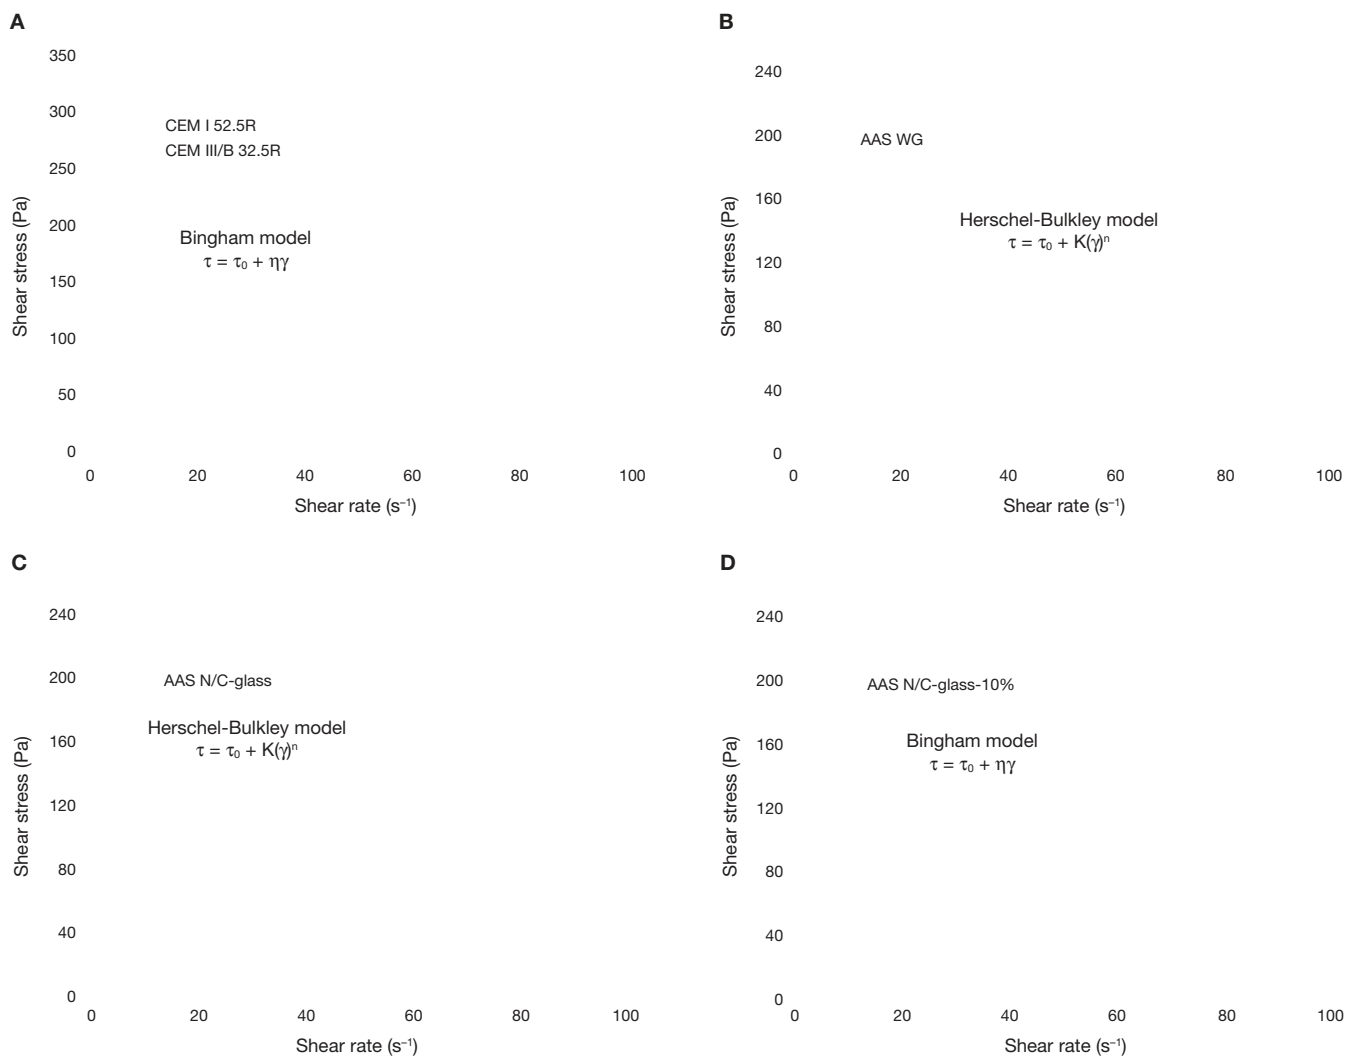 A
350
300
250
200
150
100
50
0
Shear stress (Pa)
CEM I 52.5R
CEM III/B 32.5R
Bingham model
τ = τ₀ + ηγ
0 20 40 60 80 100
Shear rate (s⁻¹)
B
240
200
160
120
80
40
0
Shear stress (Pa)
AAS WG
Herschel-Bulkley model
τ = τ₀ + K(γ)ⁿ
0 20 40 60 80 100
Shear rate (s⁻¹)
C
240
200
160
120
80
40
0
Shear stress (Pa)
AAS N/C-glass
Herschel-Bulkley model
τ = τ₀ + K(γ)ⁿ
0 20 40 60 80 100
Shear rate (s⁻¹)
D
240
200
160
120
80
40
0
Shear stress (Pa)
AAS N/C-glass-10%
Bingham model
τ = τ₀ + ηγ
0 20 40 60 80 100
Shear rate (s⁻¹)